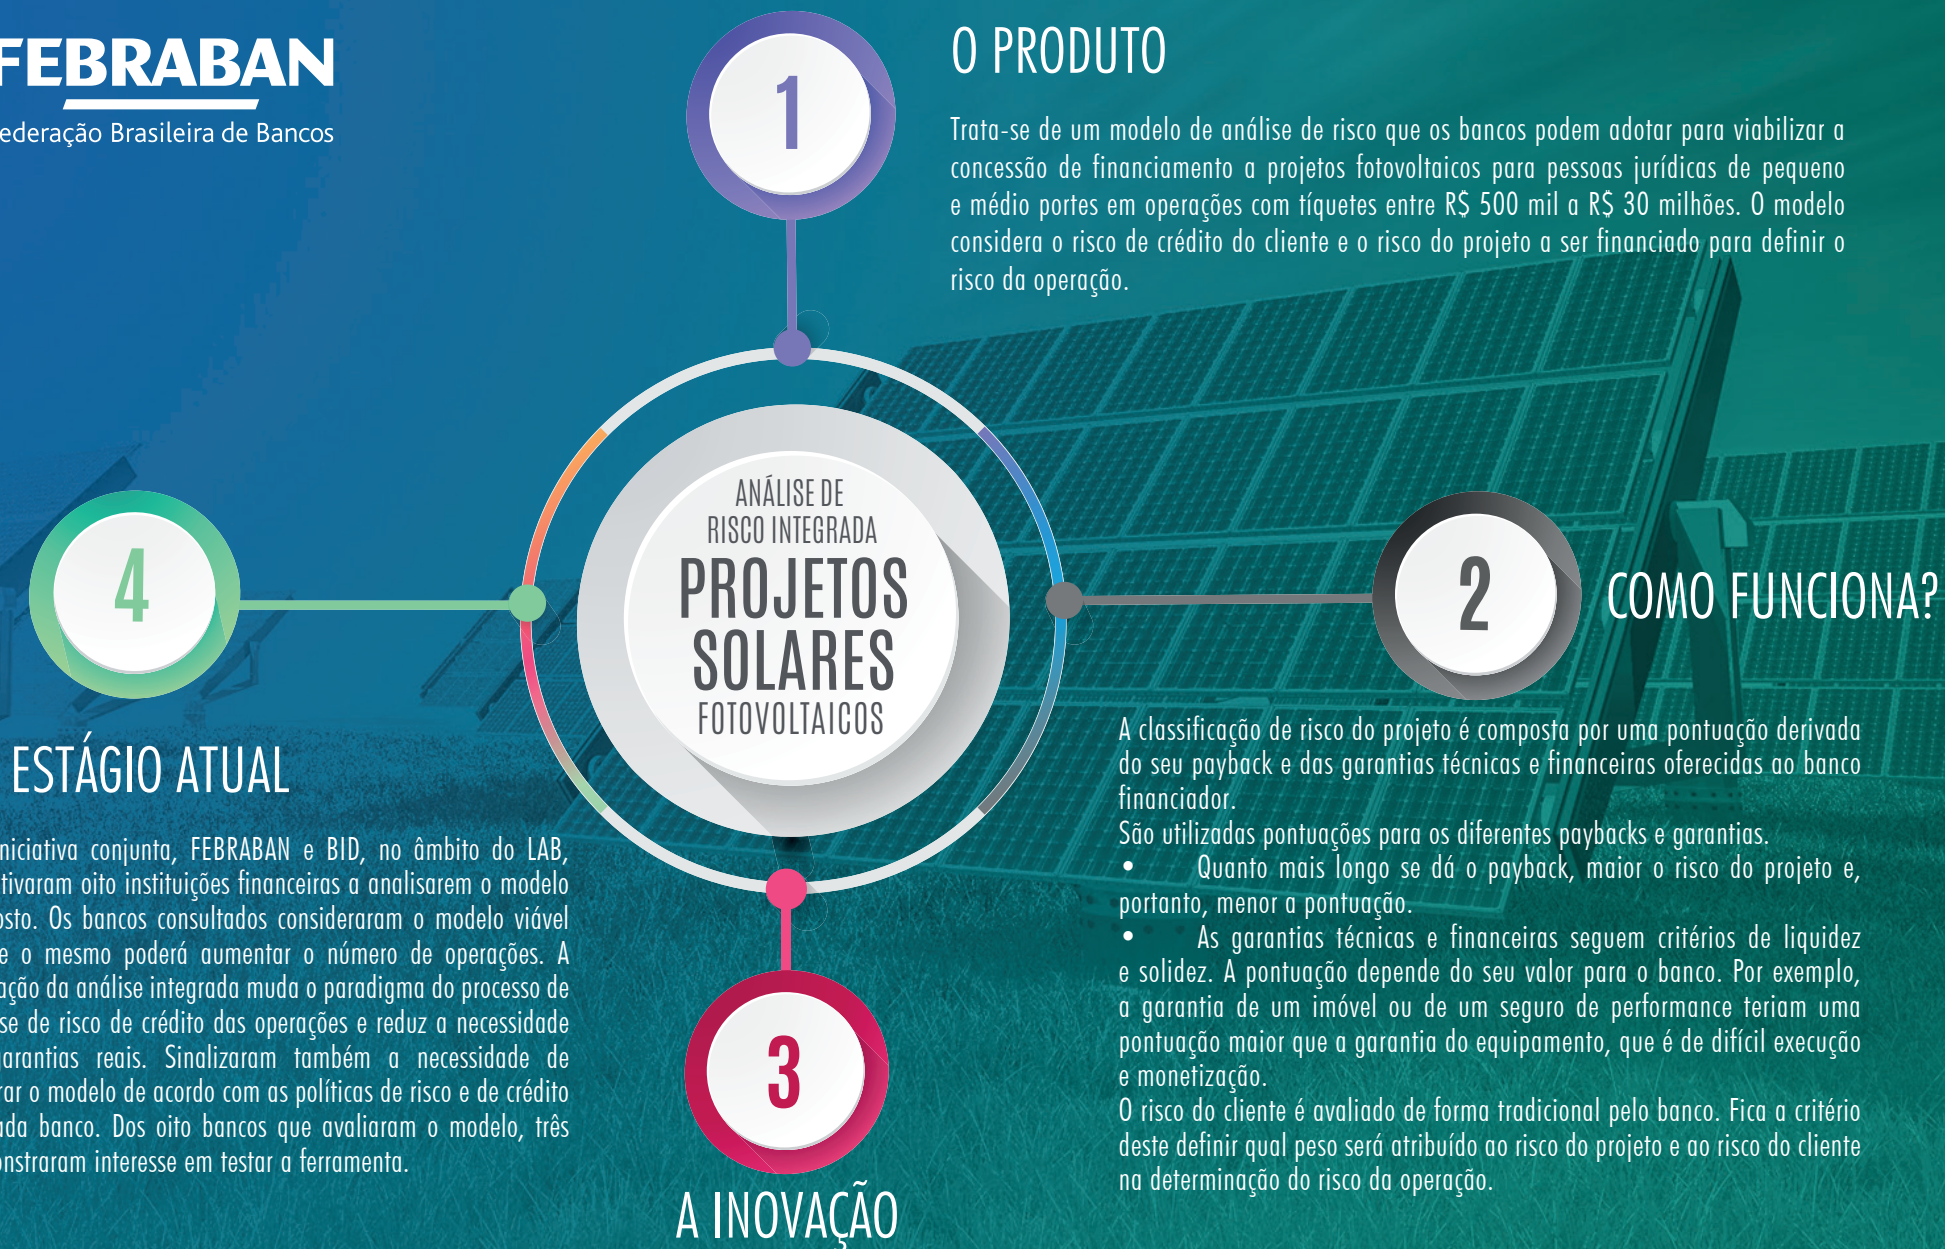 FEBRABAN
ederação Brasileira de Bancos
1
O PRODUTO
Trata-se de um modelo de análise de risco que os bancos podem adotar para viabilizar a
concessão de financiamento a projetos fotovoltaicos para pessoas jurídicas de pequeno
e médio portes em operações com tíquetes entre R$ 500 mil a R$ 30 milhões. O modelo
considera o risco de crédito do cliente e o risco do projeto a ser financiado para definir o
risco da operação.
ANÁLISE DE
RISCO INTEGRADA
PROJETOS
SOLARES
FOTOVOLTAICOS
2
COMO FUNCIONA?
A classificação de risco do projeto é composta por uma pontuação derivada
do seu payback e das garantias técnicas e financeiras oferecidas ao banco
financiador.
São utilizadas pontuações para os diferentes paybacks e garantias.
• Quanto mais longo se dá o payback, maior o risco do projeto e,
portanto, menor a pontuação.
• As garantias técnicas e financeiras seguem critérios de liquidez
e solidez. A pontuação depende do seu valor para o banco. Por exemplo,
a garantia de um imóvel ou de um seguro de performance teriam uma
pontuação maior que a garantia do equipamento, que é de difícil execução
e monetização.
O risco do cliente é avaliado de forma tradicional pelo banco. Fica a critério
deste definir qual peso será atribuído ao risco do projeto e ao risco do cliente
na determinação do risco da operação.
3
A INOVAÇÃO
4
ESTÁGIO ATUAL
niciativa conjunta, FEBRABAN e BID, no âmbito do LAB,
tivaram oito instituições financeiras a analisarem o modelo
osto. Os bancos consultados consideraram o modelo viável
e o mesmo poderá aumentar o número de operações. A
ação da análise integrada muda o paradigma do processo de
se de risco de crédito das operações e reduz a necessidade
garantias reais. Sinalizaram também a necessidade de
rar o modelo de acordo com as políticas de risco e de crédito
ada banco. Dos oito bancos que avaliaram o modelo, três
onstraram interesse em testar a ferramenta.